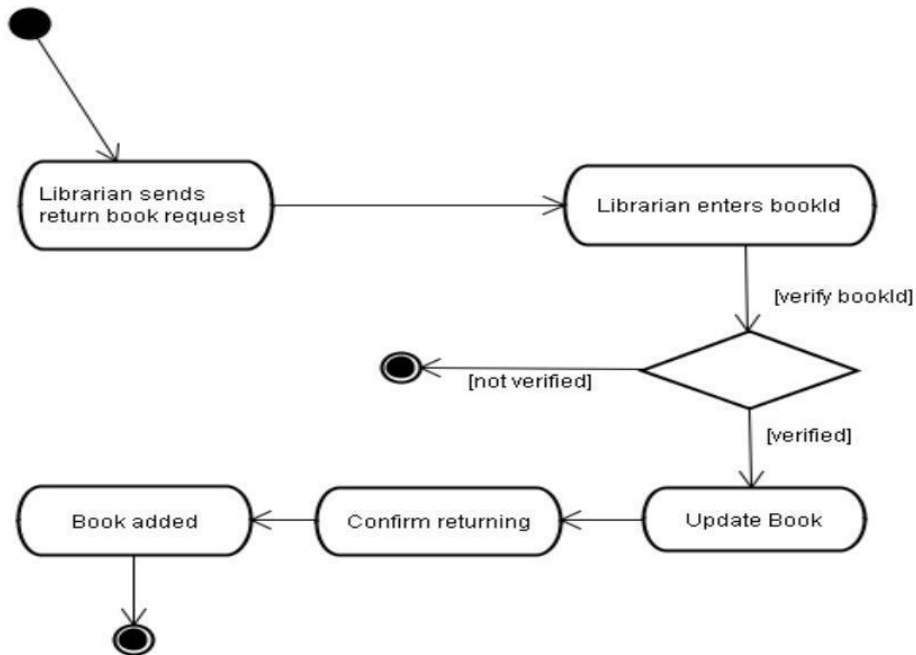 Librarian sends
return book request
Librarian enters bookId
[verify bookId]
[not verified]
[verified]
Book added
Confirm returning
Update Book